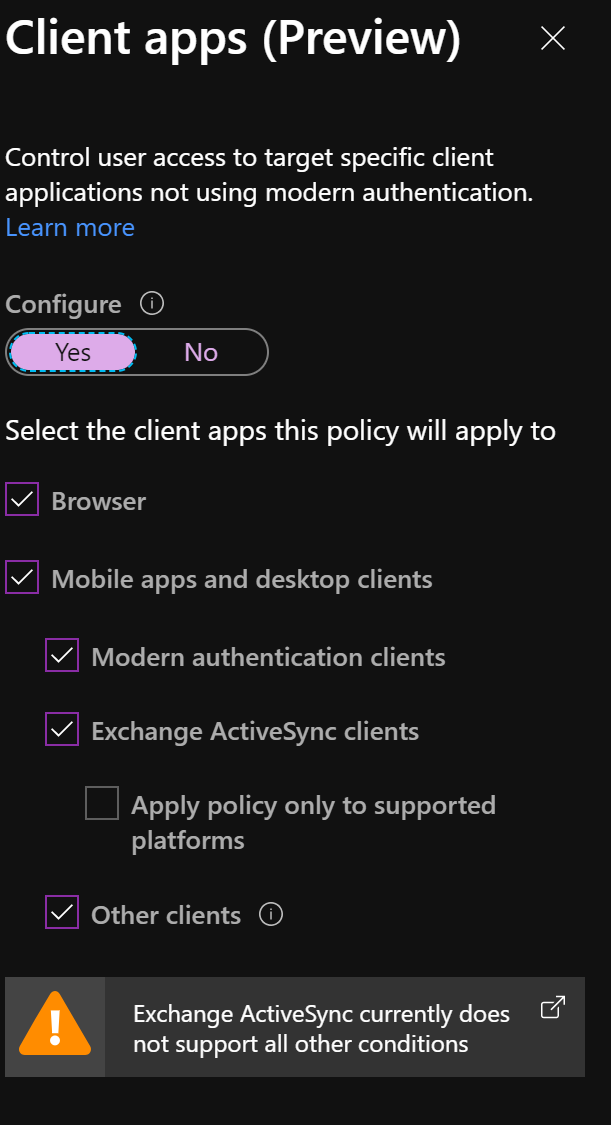 Client apps (Preview)
Control user access to target specific client
applications not using modern authentication.
Learn more
Configure
Yes No
Select the client apps this policy will apply to
Browser
Mobile apps and desktop clients
Modern authentication clients
Exchange ActiveSync clients
Apply policy only to supported
platforms
Other clients
Exchange ActiveSync currently does
not support all other conditions